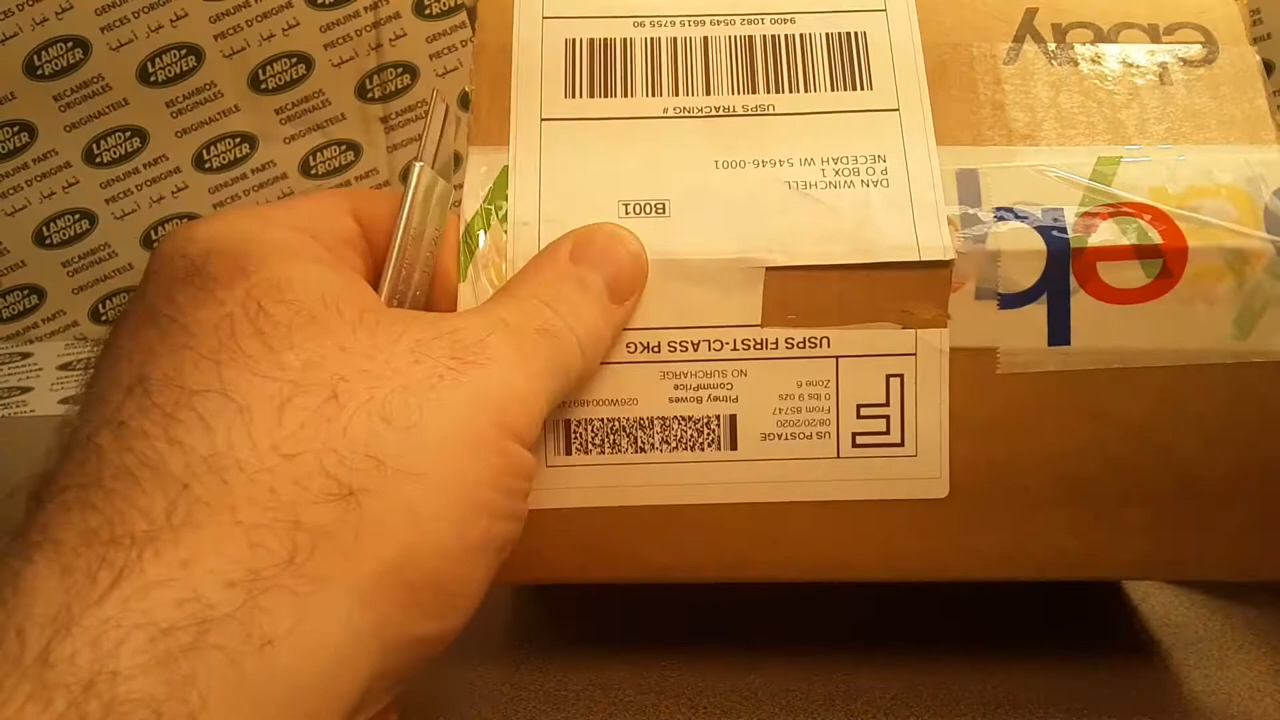 US POSTAGE
08/20/2020
From 85747
0 lbs 9 ozs
Zone 6
Pitney Bowes
CommPrice
NO SURCHARGE
F
USPS FIRST-CLASS PKG
B001
DAN WINCHELL
P O BOX 1
NECEDAH WI 54646-0001
USPS TRACKING #
9400 1082 0549 6615 6755 90
ebay
eb
LAND ROVER
GENUINE PARTS
PIECES D'ORIGINE
قطع غيار أصلية
RECAMBIOS ORIGINALES
ORIGINALTEILE